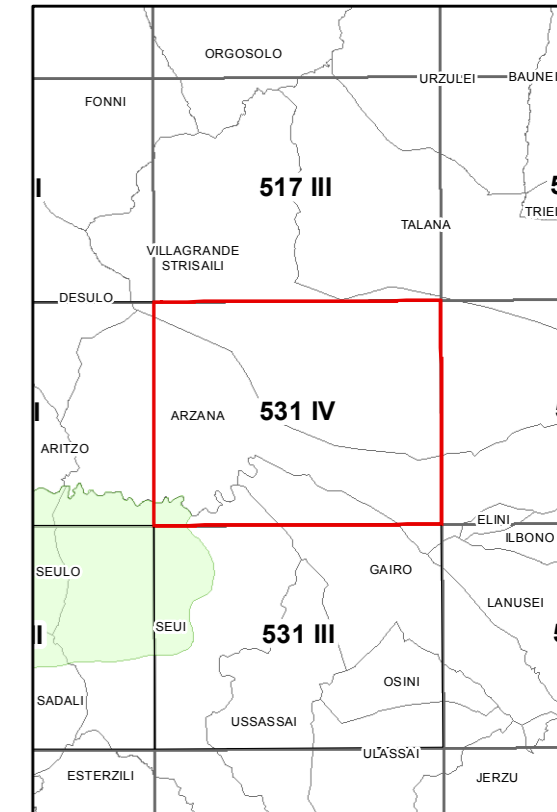 ORGOSOLO
URZULEI
BAUNEI
FONNI
517 III
TALANA
VILLAGRANDE
STRISAILI
DESULO
ARZANA
531 IV
ARITZO
ELINI
ILBONO
SEULO
GAIRO
LANUSEI
SEUI
531 III
OSINI
SADALI
USSASSAI
ULASSAI
ESTERZILI
JERZU